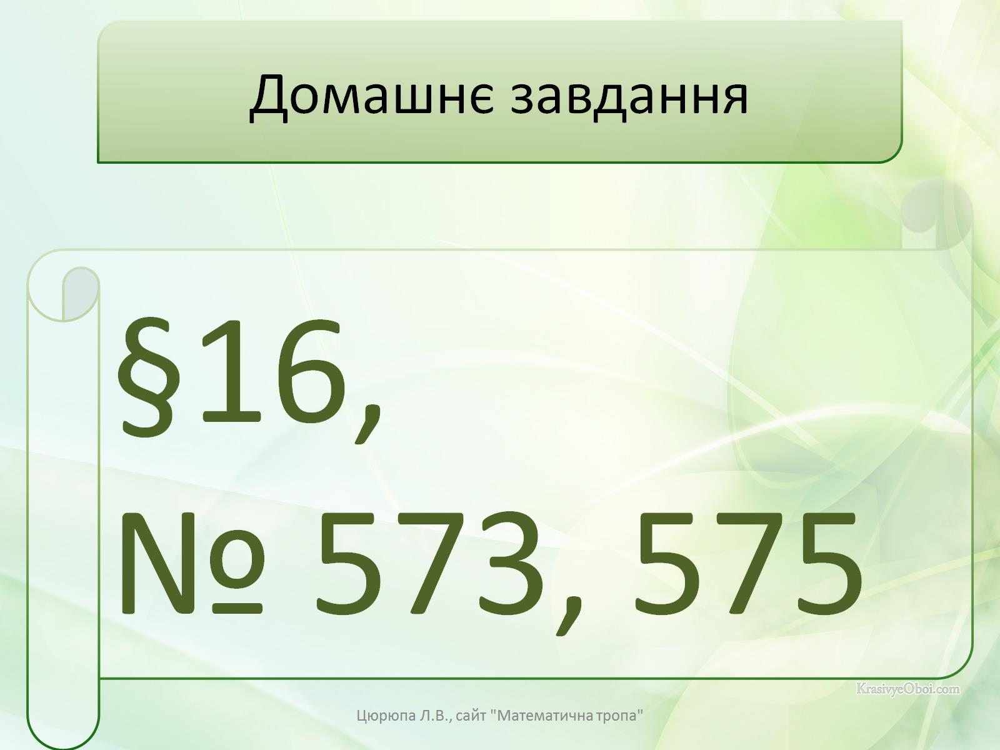 Домашнє завдання
§16,
№ 573, 575
KrasivyeOboi.com
Цюрюпа Л.В., сайт "Математична тропа"